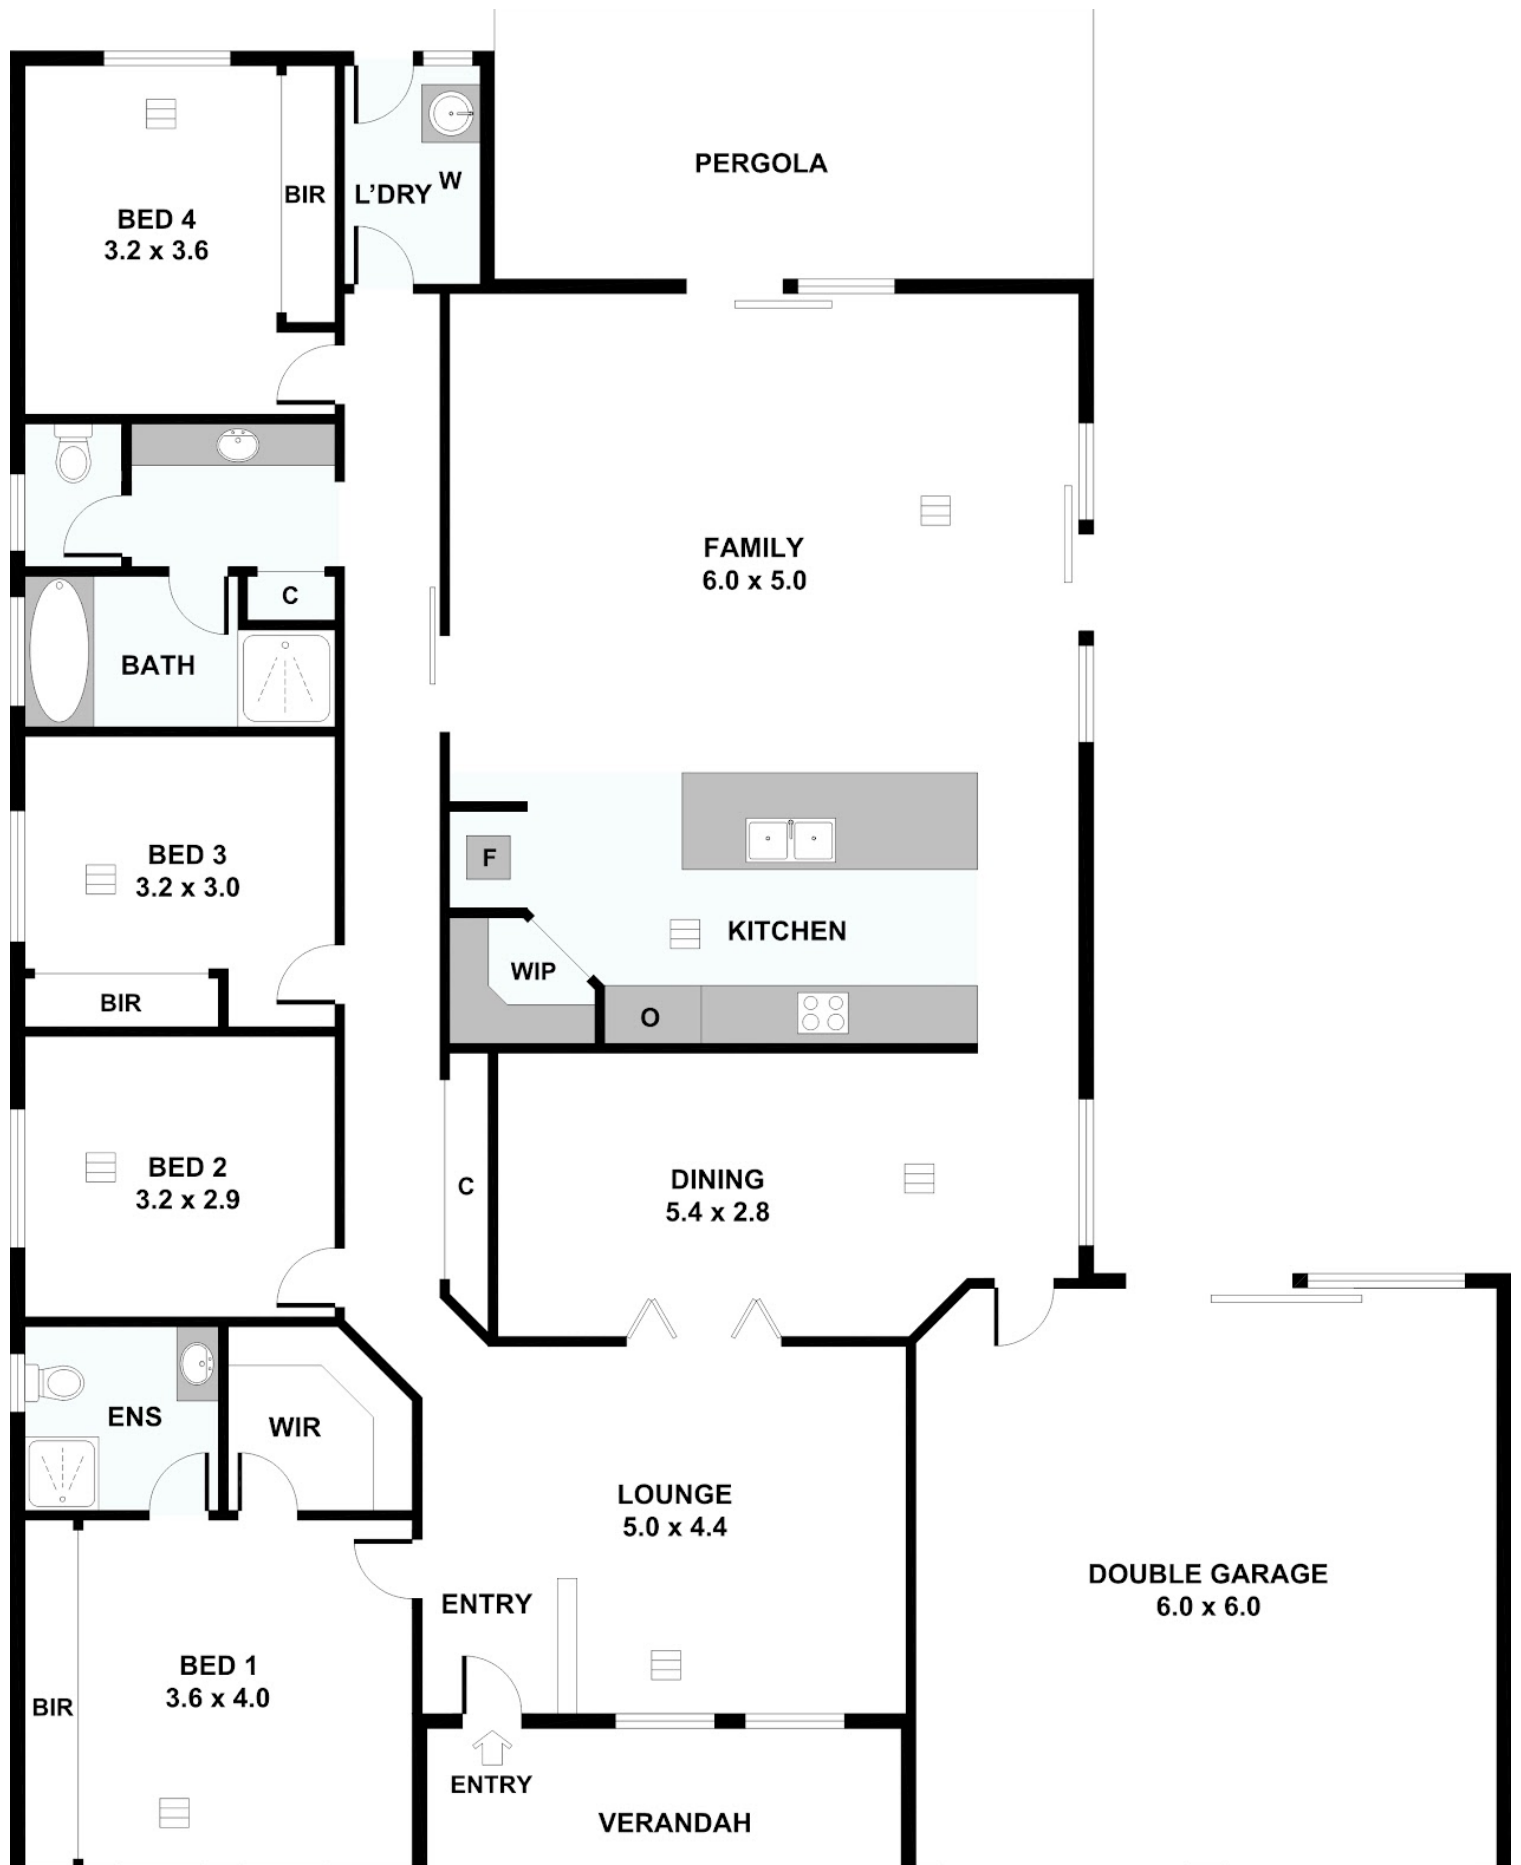 PERGOLA
BIR
L'DRY
W
BED 4
3.2 x 3.6
FAMILY
6.0 x 5.0
C
BATH
BED 3
3.2 x 3.0
F
KITCHEN
WIP
BIR
O
BED 2
3.2 x 2.9
C
DINING
5.4 x 2.8
ENS
WIR
LOUNGE
5.0 x 4.4
DOUBLE GARAGE
6.0 x 6.0
ENTRY
BED 1
3.6 x 4.0
BIR
ENTRY
VERANDAH